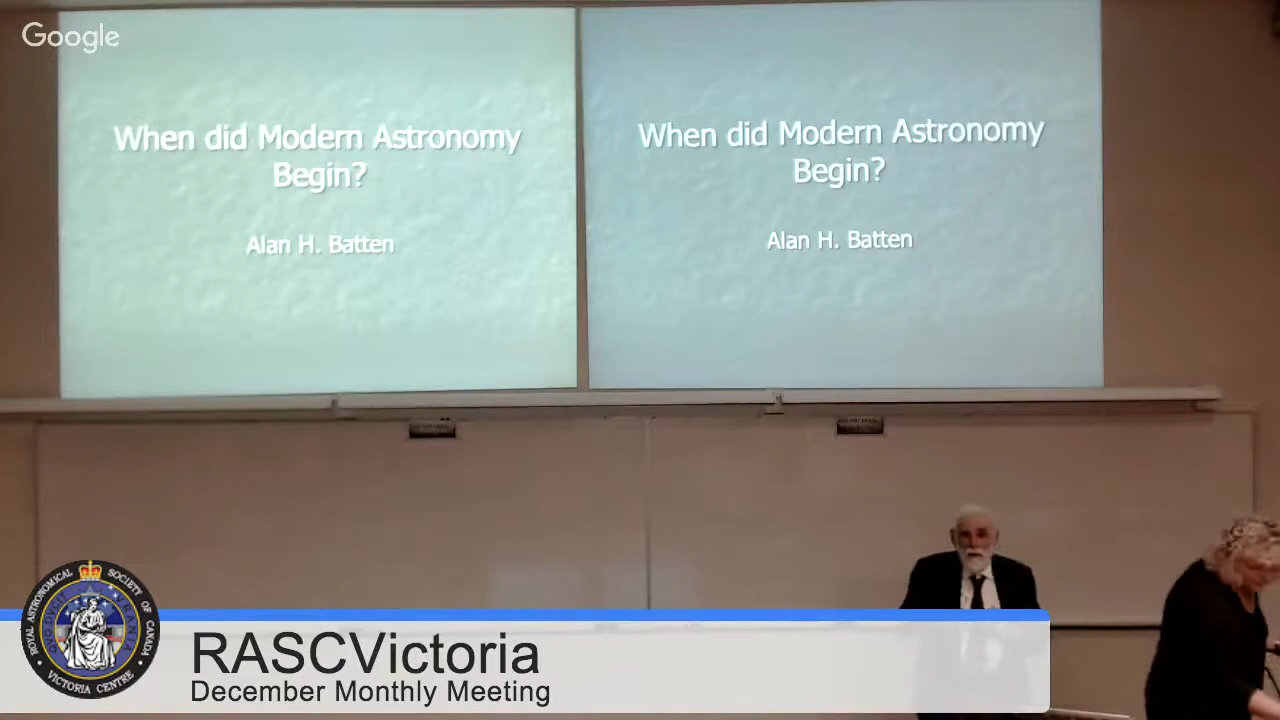 Google
When did Modern Astronomy
Begin?
Alan H. Batten
When did Modern Astronomy
Begin?
Alan H. Batten
ROYAL ASTRONOMICAL SOCIETY OF CANADA
VICTORIA CENTRE
RASCVictoria
December Monthly Meeting